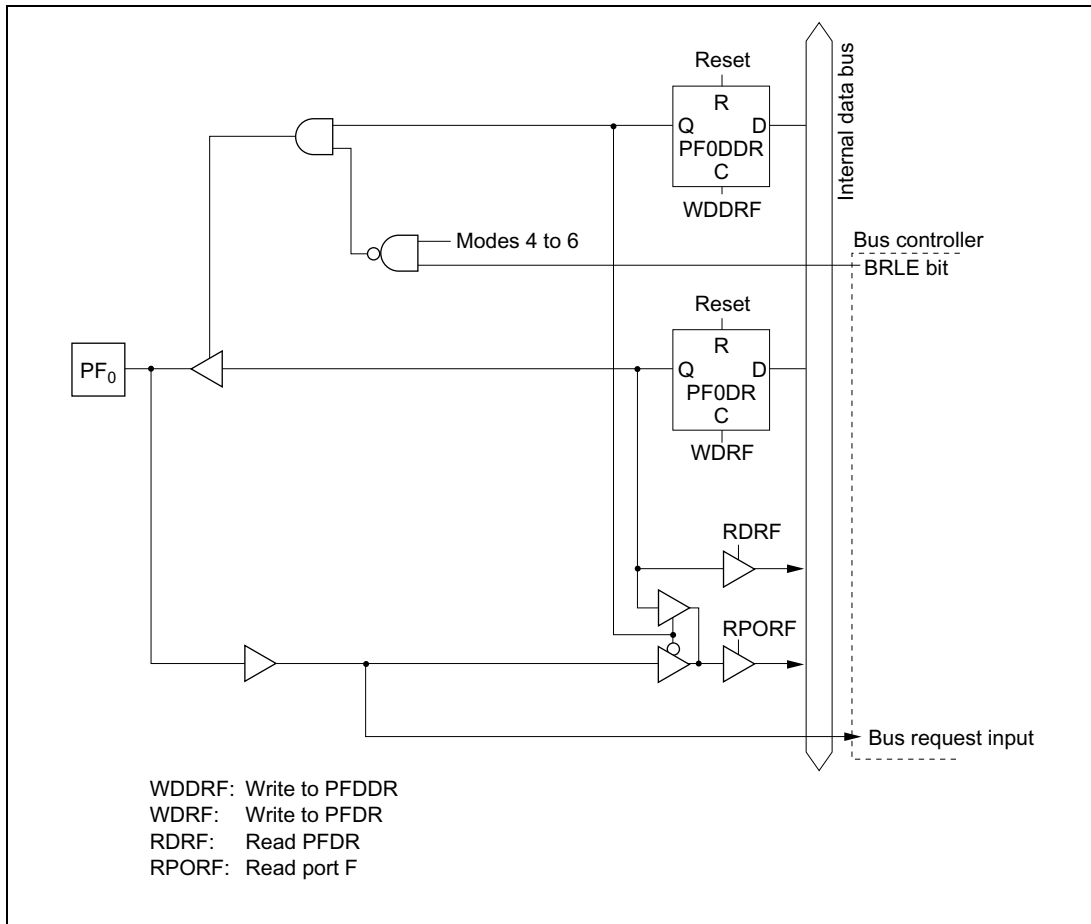 Reset
R
Q D
PF0DDR
C
WDDRF
Internal data bus
Modes 4 to 6
Bus controller
BRLE bit
Reset
R
Q D
PF0DR
C
WDRF
PF0
RDRF
RPORF
Bus request input
WDDRF: Write to PFDDR
WDRF: Write to PFDR
RDRF: Read PFDR
RPORF: Read port F